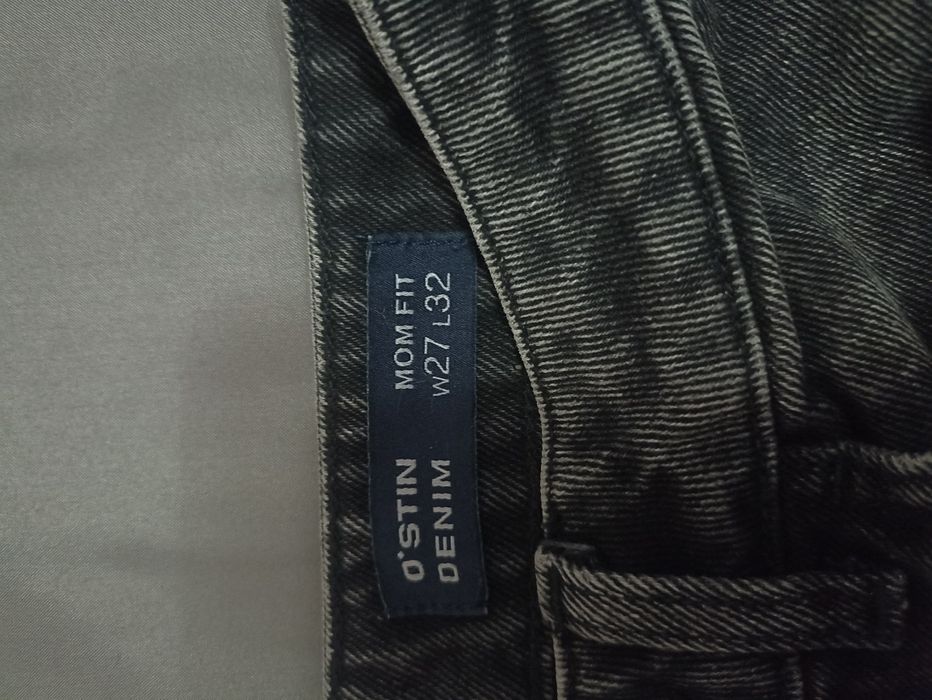 O'STIN
DENIM
MOM FIT
W27 L32